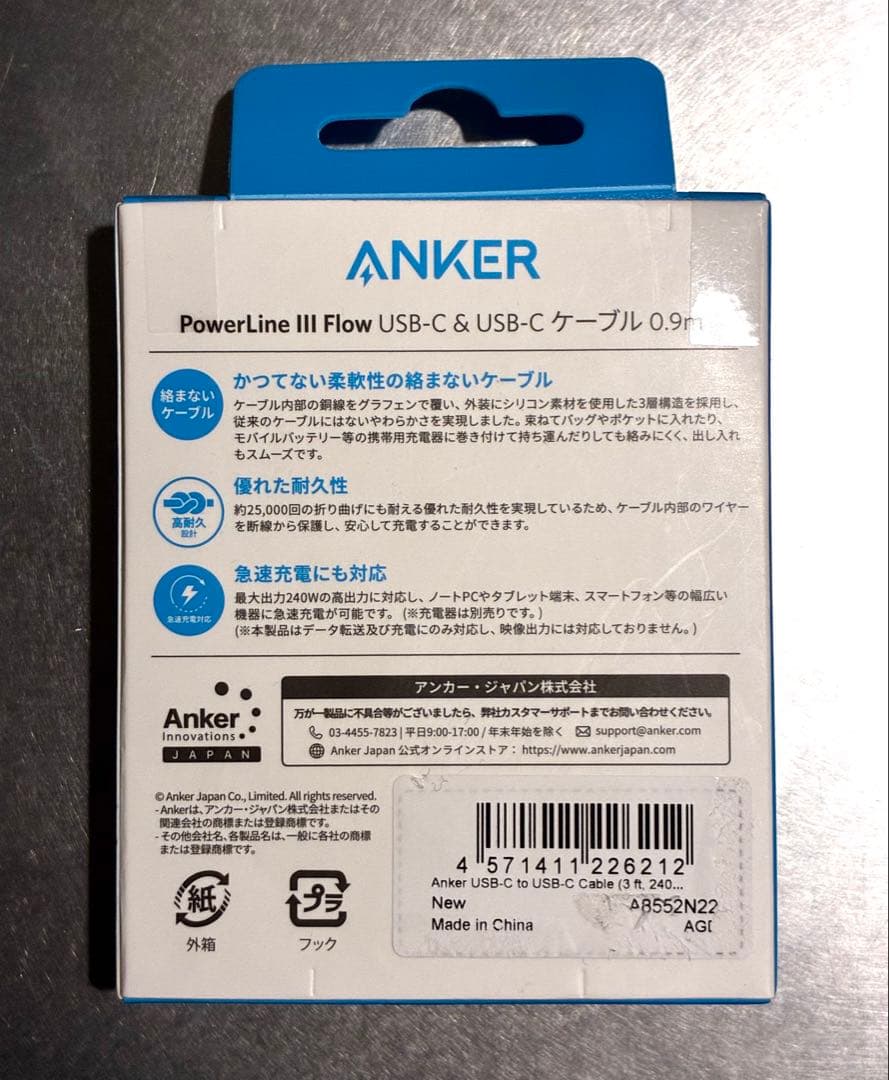 ANKER
PowerLine III Flow USB-C & USB-C ケーブル 0.9m
絡まない
ケーブル
かつてない柔軟性の絡まないケーブル
ケーブル内部の銅線をグラフェンで覆い、外装にシリコン素材を使用した3層構造を採用し、
従来のケーブルにはないやわらかさを実現しました。束ねてバッグやポケットに入れたり、
モバイルバッテリー等の携帯用充電器に巻き付けて持ち運んだりしても絡みにくく、出し入れ
もスムーズです。
高耐久
設計
優れた耐久性
約25,000回の折り曲げにも耐える優れた耐久性を実現しているため、ケーブル内部のワイヤー
を断線から保護し、安心して充電することができます。
急速充電対応
急速充電にも対応
最大出力240Wの高出力に対応し、ノートPCやタブレット端末、スマートフォン等の幅広い
機器に急速充電が可能です。(※充電器は別売りです。)
(※本製品はデータ転送及び充電にのみ対応し、映像出力には対応しておりません。)
Anker
Innovations
JAPAN
アンカー・ジャパン株式会社
万が一製品に不具合等がございましたら、弊社カスタマーサポートまでお問い合わせください。
03-4455-7823 | 平日9:00-17:00 / 年末年始を除く support@anker.com
Anker Japan 公式オンラインストア: https://www.ankerjapan.com
© Anker Japan Co., Limited. All rights reserved.
- Ankerは、アンカー・ジャパン株式会社またはその
関連会社の商標または登録商標です。
- その他会社名、各製品名は、一般に各社の商標
または登録商標です。
紙
外箱
プラ
フック
4 571411 226212
Anker USB-C to USB-C Cable (3 ft, 240...
New A8552N22
Made in China